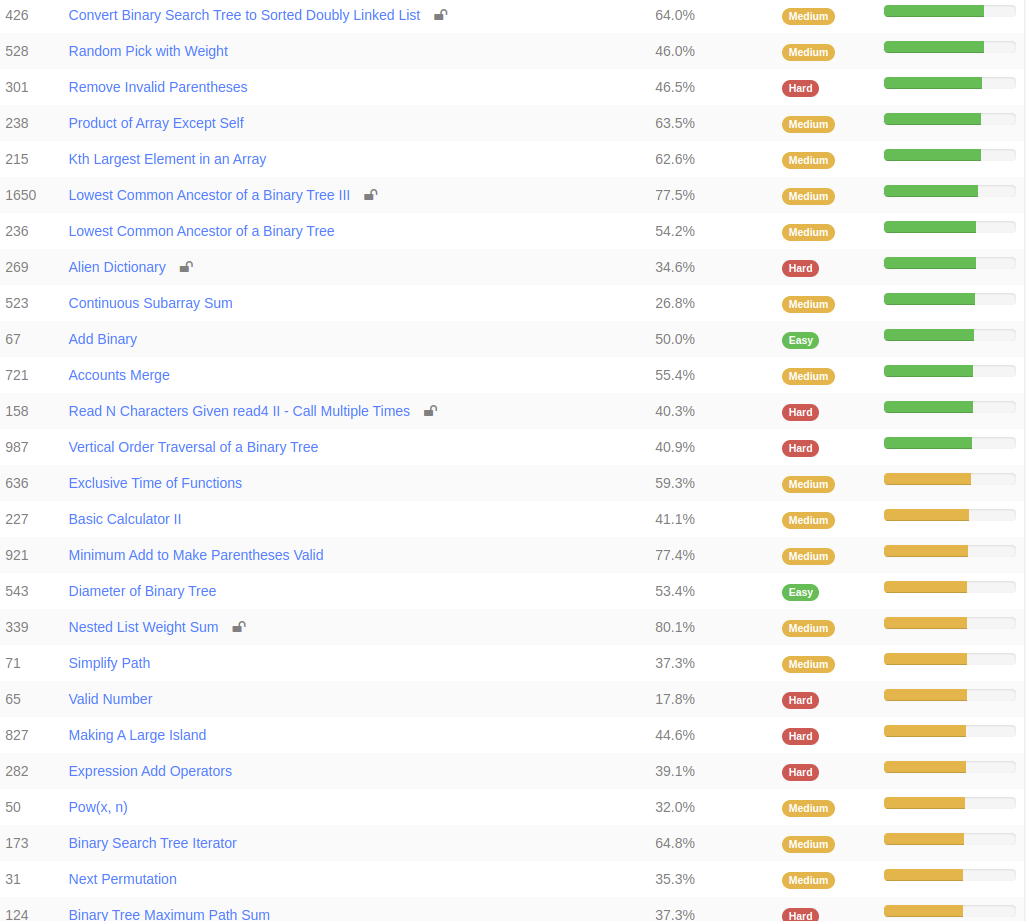 426 Convert Binary Search Tree to Sorted Doubly Linked List 64.0% Medium
528 Random Pick with Weight 46.0% Medium
301 Remove Invalid Parentheses 46.5% Hard
238 Product of Array Except Self 63.5% Medium
215 Kth Largest Element in an Array 62.6% Medium
1650 Lowest Common Ancestor of a Binary Tree III 77.5% Medium
236 Lowest Common Ancestor of a Binary Tree 54.2% Medium
269 Alien Dictionary 34.6% Hard
523 Continuous Subarray Sum 26.8% Medium
67 Add Binary 50.0% Easy
721 Accounts Merge 55.4% Medium
158 Read N Characters Given read4 II - Call Multiple Times 40.3% Hard
987 Vertical Order Traversal of a Binary Tree 40.9% Hard
636 Exclusive Time of Functions 59.3% Medium
227 Basic Calculator II 41.1% Medium
921 Minimum Add to Make Parentheses Valid 77.4% Medium
543 Diameter of Binary Tree 53.4% Easy
339 Nested List Weight Sum 80.1% Medium
71 Simplify Path 37.3% Medium
65 Valid Number 17.8% Hard
827 Making A Large Island 44.6% Hard
282 Expression Add Operators 39.1% Hard
50 Pow(x, n) 32.0% Medium
173 Binary Search Tree Iterator 64.8% Medium
31 Next Permutation 35.3% Medium
124 Binary Tree Maximum Path Sum 37.3% Hard